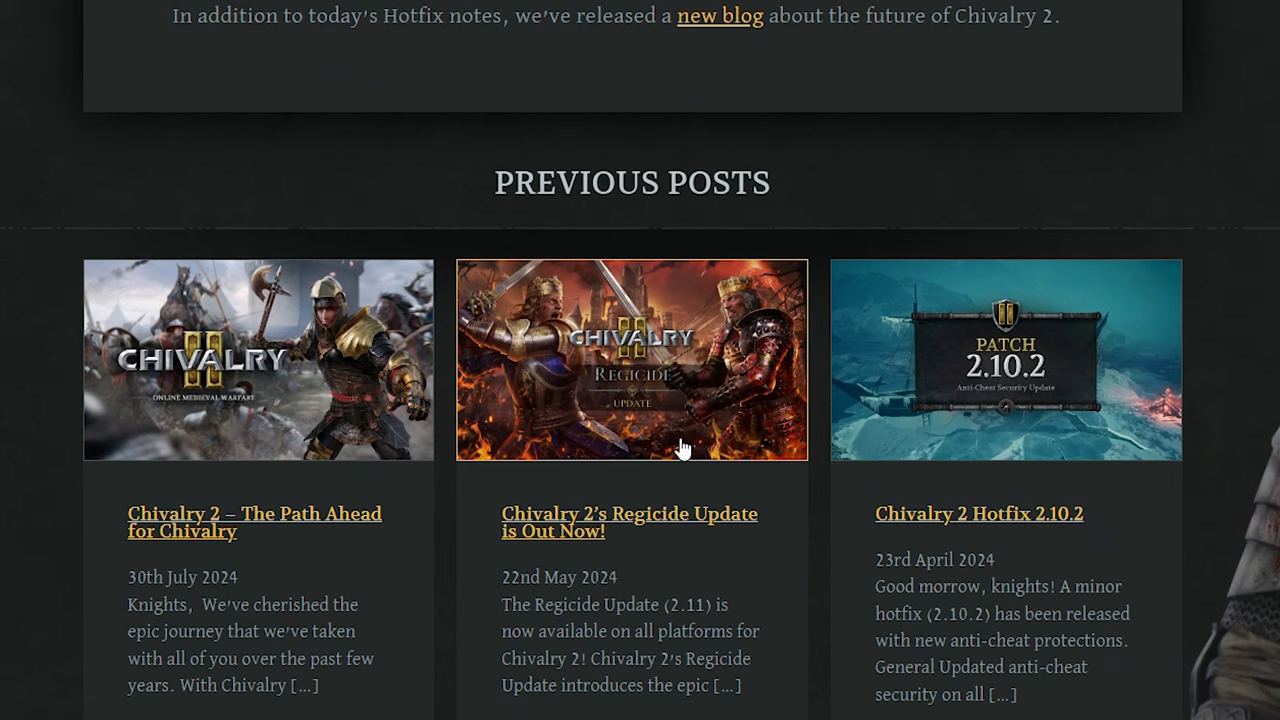 In addition to today's Hotfix notes, we've released a new blog about the future of Chivalry 2.
PREVIOUS POSTS
CHIVALRY
II
ONLINE MEDIEVAL WARFARE
CHIVALRY
II
REGICIDE
UPDATE
II
PATCH
2.10.2
Anti-Cheat Security Update
Chivalry 2 – The Path Ahead
for Chivalry
30th July 2024
Knights,  We've cherished the
epic journey that we've taken
with all of you over the past few
years. With Chivalry [...]
Chivalry 2's Regicide Update
is Out Now!
22nd May 2024
The Regicide Update (2.11) is
now available on all platforms for
Chivalry 2! Chivalry 2's Regicide
Update introduces the epic [...]
Chivalry 2 Hotfix 2.10.2
23rd April 2024
Good morrow, knights! A minor
hotfix (2.10.2) has been released
with new anti-cheat protections.
General Updated anti-cheat
security on all [...]